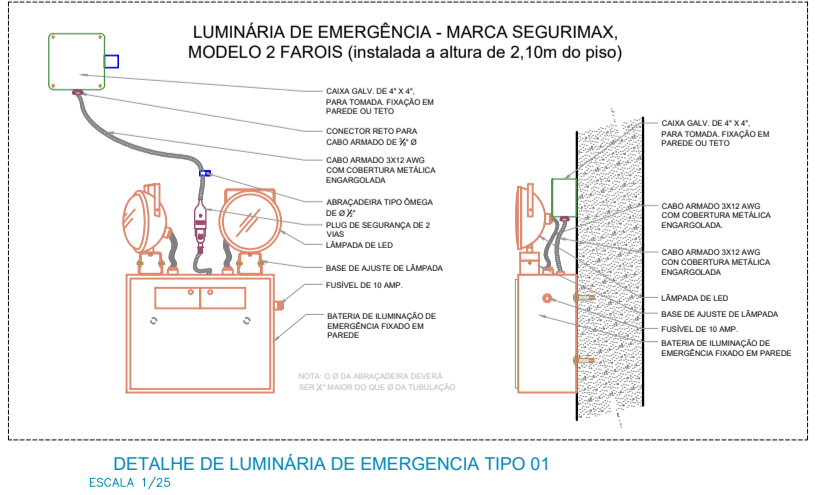 LUMINÁRIA DE EMERGÊNCIA - MARCA SEGURIMAX,
MODELO 2 FAROIS (instalada a altura de 2,10m do piso)
CAIXA GALV. DE 4" X 4",
PARA TOMADA. FIXAÇÃO EM
PAREDE OU TETO
CONECTOR RETO PARA
CABO ARMADO DE ½" Ø
CABO ARMADO 3X12 AWG
COM COBERTURA METÁLICA
ENGARGOLADA
ABRAÇADEIRA TIPO ÔMEGA
DE Ø ½"
PLUG DE SEGURANÇA DE 2
VIAS
LÂMPADA DE LED
BASE DE AJUSTE DE LÂMPADA
FUSÍVEL DE 10 AMP.
BATERIA DE ILUMINAÇÃO DE
EMERGÊNCIA FIXADO EM
PAREDE
NOTA: O Ø DA ABRAÇADEIRA DEVERÁ
SER MAIOR DO QUE Ø DA TUBULAÇÃO
CAIXA GALV. DE 4" X 4",
PARA TOMADA. FIXAÇÃO EM
PAREDE OU TETO
CABO ARMADO 3X12 AWG
COM COBERTURA METÁLICA
ENGARGOLADA.
CABO ARMADO 3X12 AWG
CON COBERTURA METÁLICA
ENGARGOLADA
LÂMPADA DE LED
BASE DE AJUSTE DE LÂMPADA
FUSÍVEL DE 10 AMP.
BATERIA DE ILUMINAÇÃO DE
EMERGÊNCIA FIXADO EM PAREDE
DETALHE DE LUMINÁRIA DE EMERGENCIA TIPO 01
ESCALA 1/25